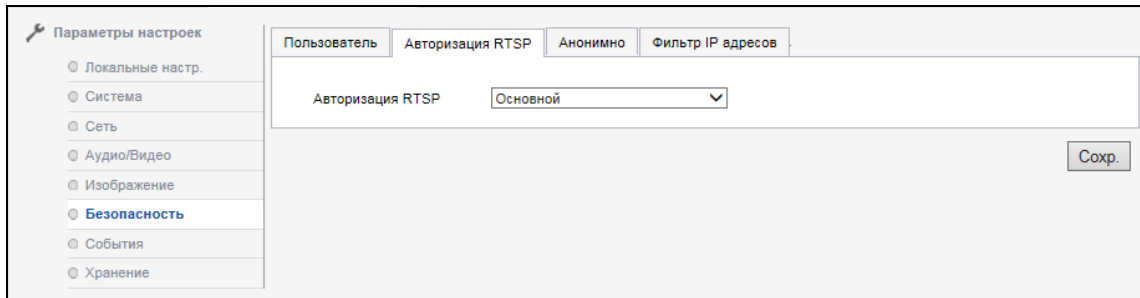 Параметры настроек
Локальные настр.
Система
Сеть
Аудио/Видео
Изображение
Безопасность
События
Хранение
Пользователь Авторизация RTSP Анонимно Фильтр IP адресов
Авторизация RTSP Основной
Сохр.